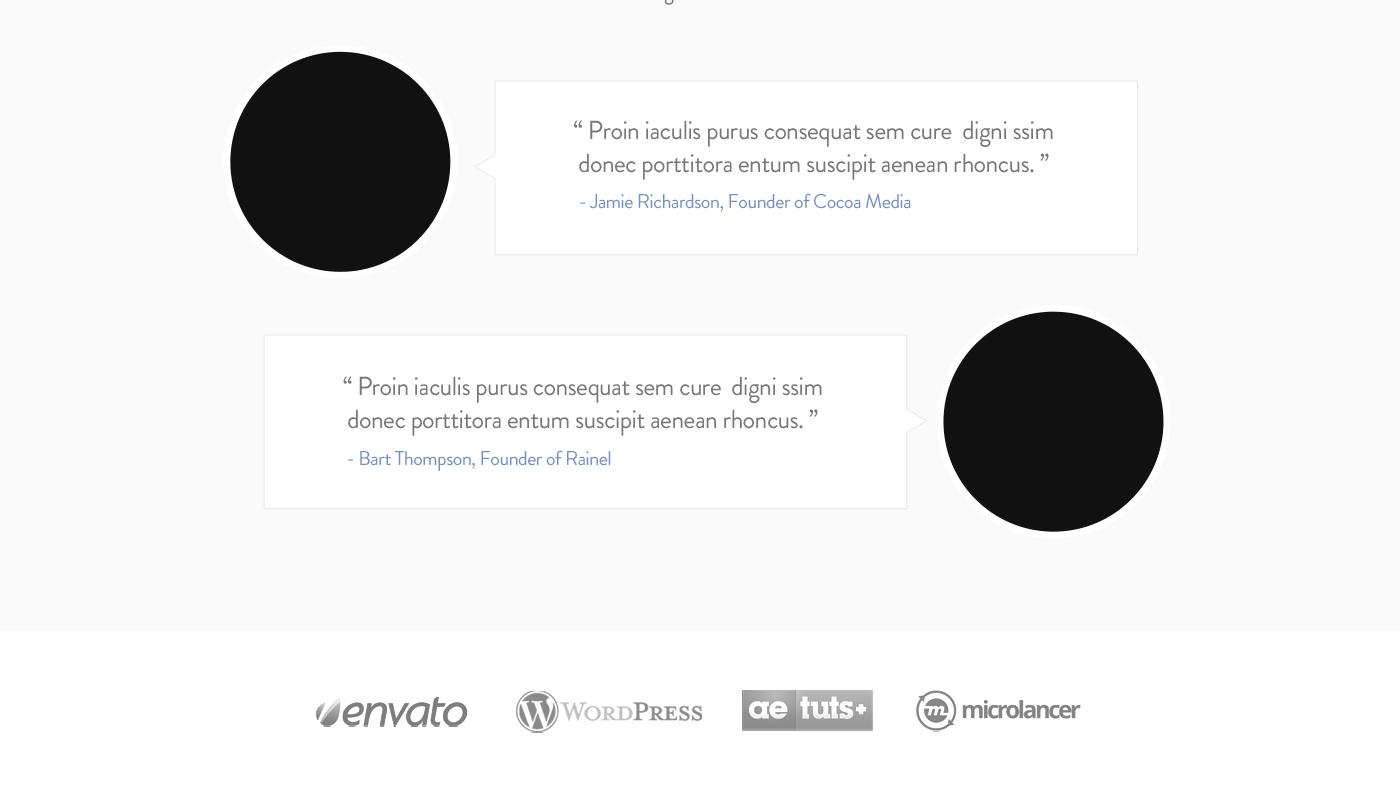 “ Proin iaculis purus consequat sem cure  digni ssim
donec porttitora entum suscipit aenean rhoncus. ”
- Jamie Richardson, Founder of Cocoa Media
“ Proin iaculis purus consequat sem cure  digni ssim
donec porttitora entum suscipit aenean rhoncus. ”
- Bart Thompson, Founder of Rainel
envato
WORDPRESS
ae tuts+
m microlancer